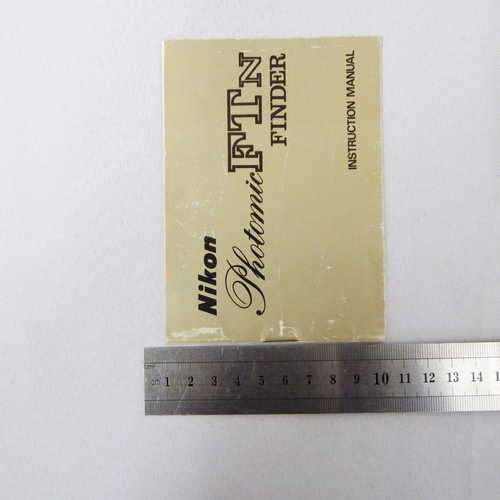 Nikon
Photomic FTN
FINDER
INSTRUCTION MANUAL
cm 1 2 3 4 5 6 7 8 9 10 11 12 13 14